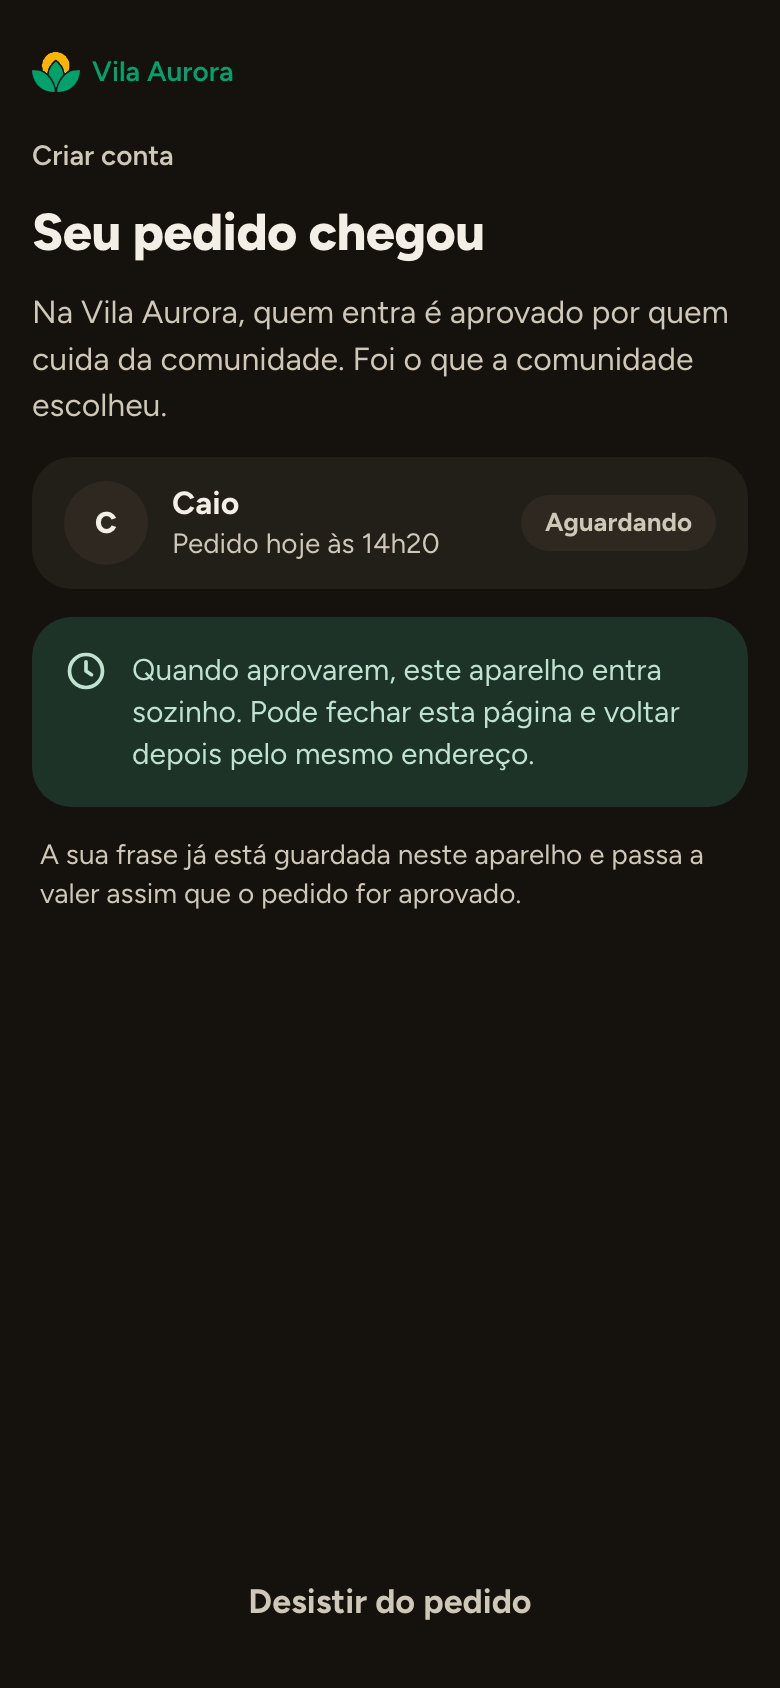 Vila Aurora
Criar conta
Seu pedido chegou
Na Vila Aurora, quem entra é aprovado por quem
cuida da comunidade. Foi o que a comunidade
escolheu.
C
Caio
Pedido hoje às 14h20
Aguardando
Quando aprovarem, este aparelho entra
sozinho. Pode fechar esta página e voltar
depois pelo mesmo endereço.
A sua frase já está guardada neste aparelho e passa a
valer assim que o pedido for aprovado.
Desistir do pedido